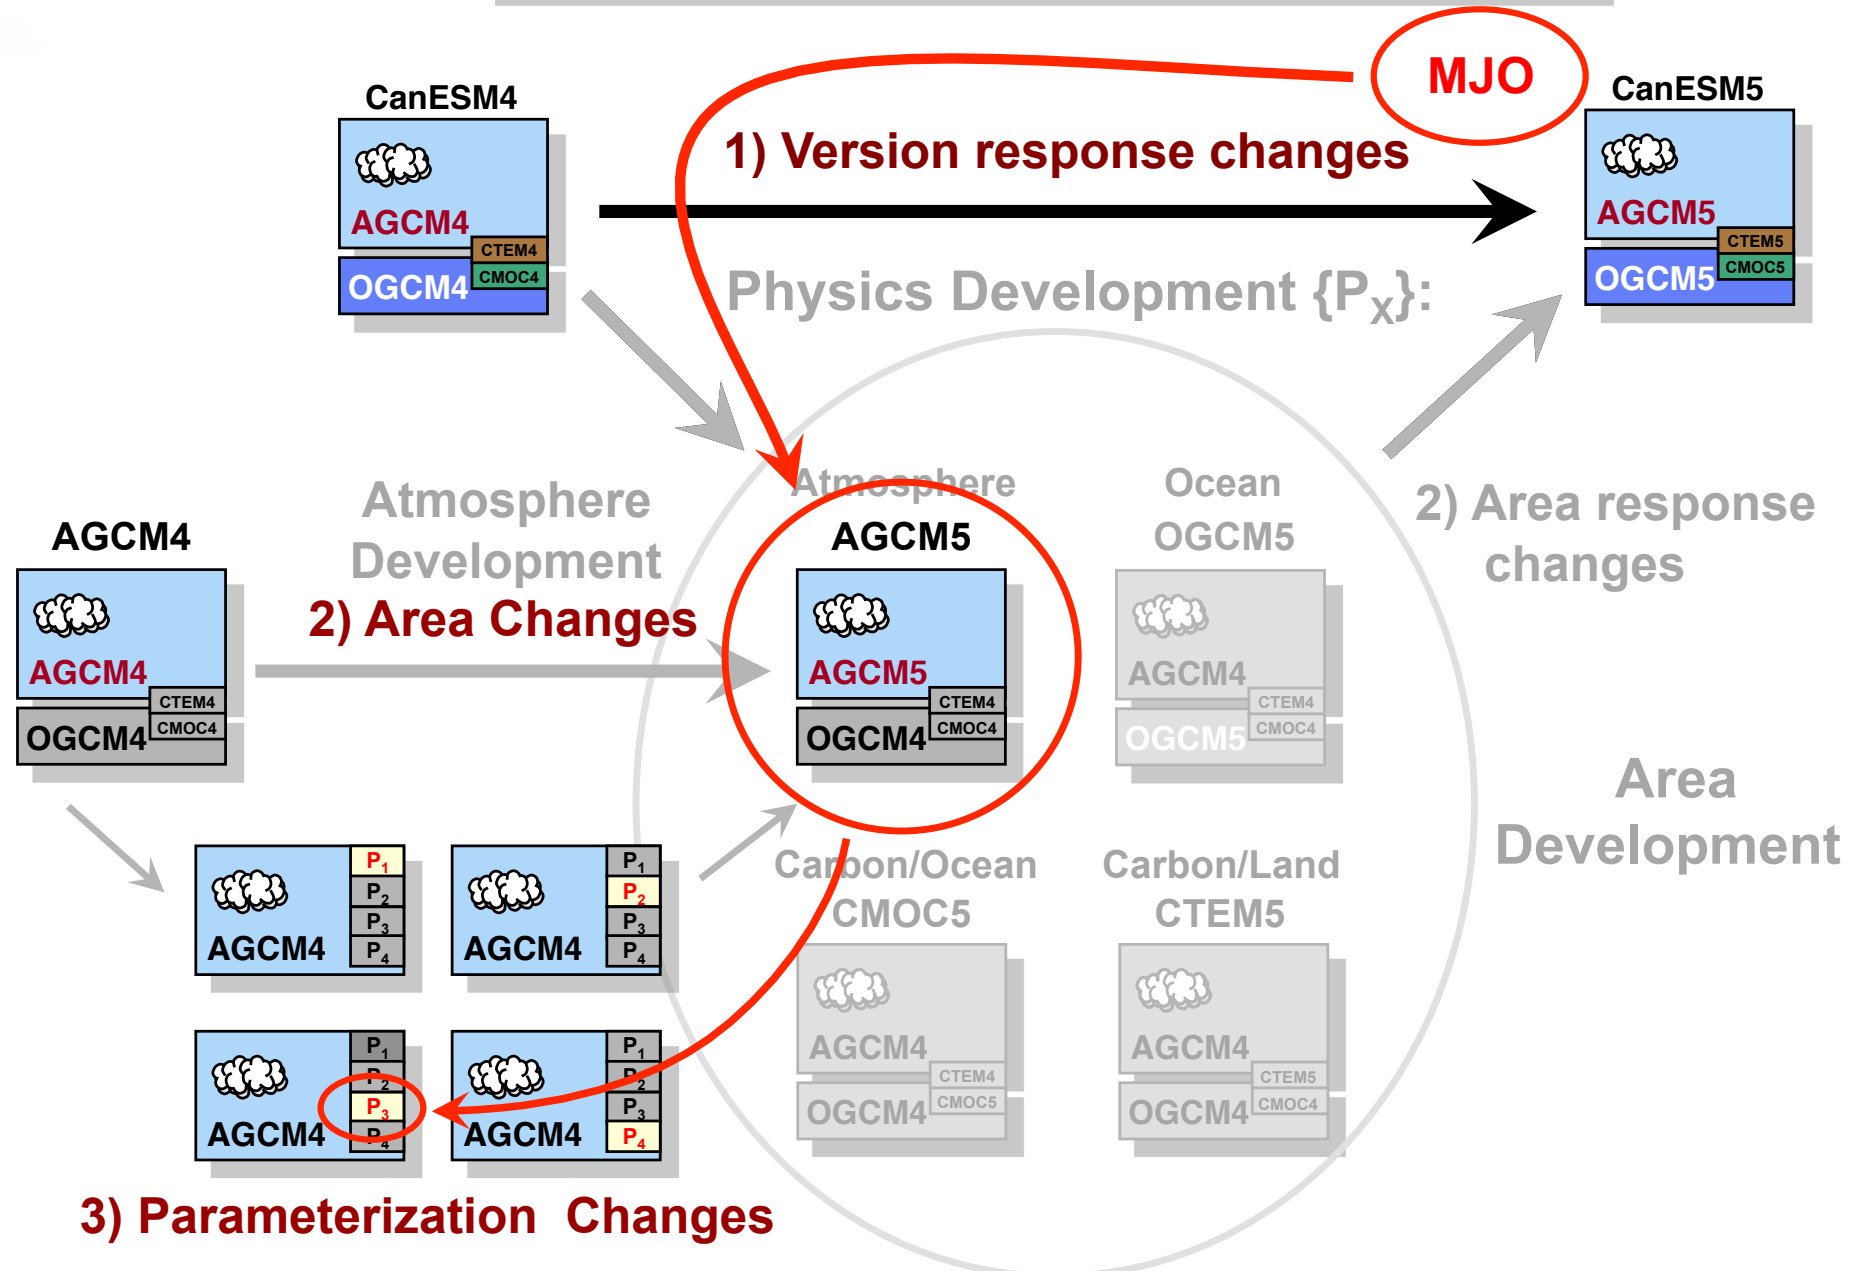 MJO
CanESM4
CanESM5
1) Version response changes
AGCM4
CTEM4
CMOC4
OGCM4
AGCM5
CTEM5
CMOC5
OGCM5
Physics Development {PX}:
Atmosphere
Development
2) Area Changes
Atmosphere
AGCM5
Ocean
OGCM5
2) Area response
changes
AGCM4
AGCM4
CTEM4
CMOC4
OGCM4
AGCM5
CTEM4
CMOC4
OGCM4
AGCM4
CTEM4
CMOC4
OGCM5
Area
Development
AGCM4
P1
P2
P3
P4
AGCM4
P1
P2
P3
P4
Carbon/Ocean
CMOC5
Carbon/Land
CTEM5
AGCM4
P1
P2
P3
P4
AGCM4
P1
P2
P3
P4
AGCM4
CTEM4
CMOC5
OGCM4
AGCM4
CTEM5
CMOC4
OGCM4
3) Parameterization Changes